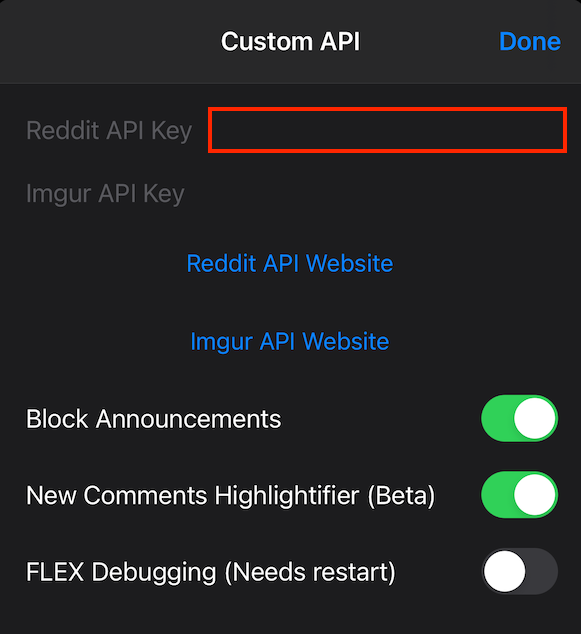 Custom API
Done
Reddit API Key
Imgur API Key
Reddit API Website
Imgur API Website
Block Announcements
New Comments Highlightifier (Beta)
FLEX Debugging (Needs restart)